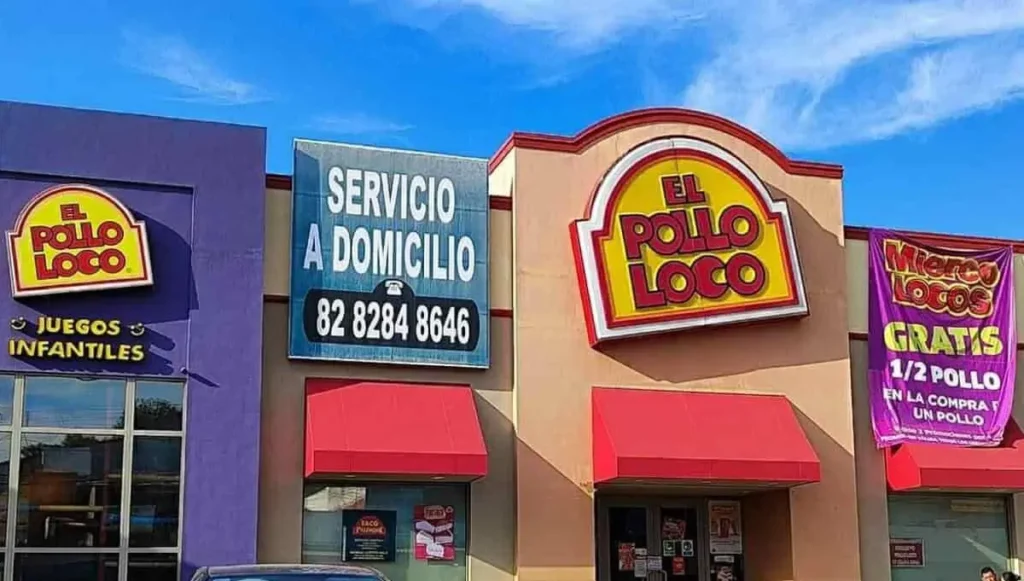 EL
POLLO
LOCO
JUEGOS
INFANTILES
SERVICIO
A DOMICILIO
82 8284 8646
EL
POLLO
LOCO
Mierco
LOCOS
GRATIS
1/2 POLLO
EN LA COMPRA
UN POLLO
TACO